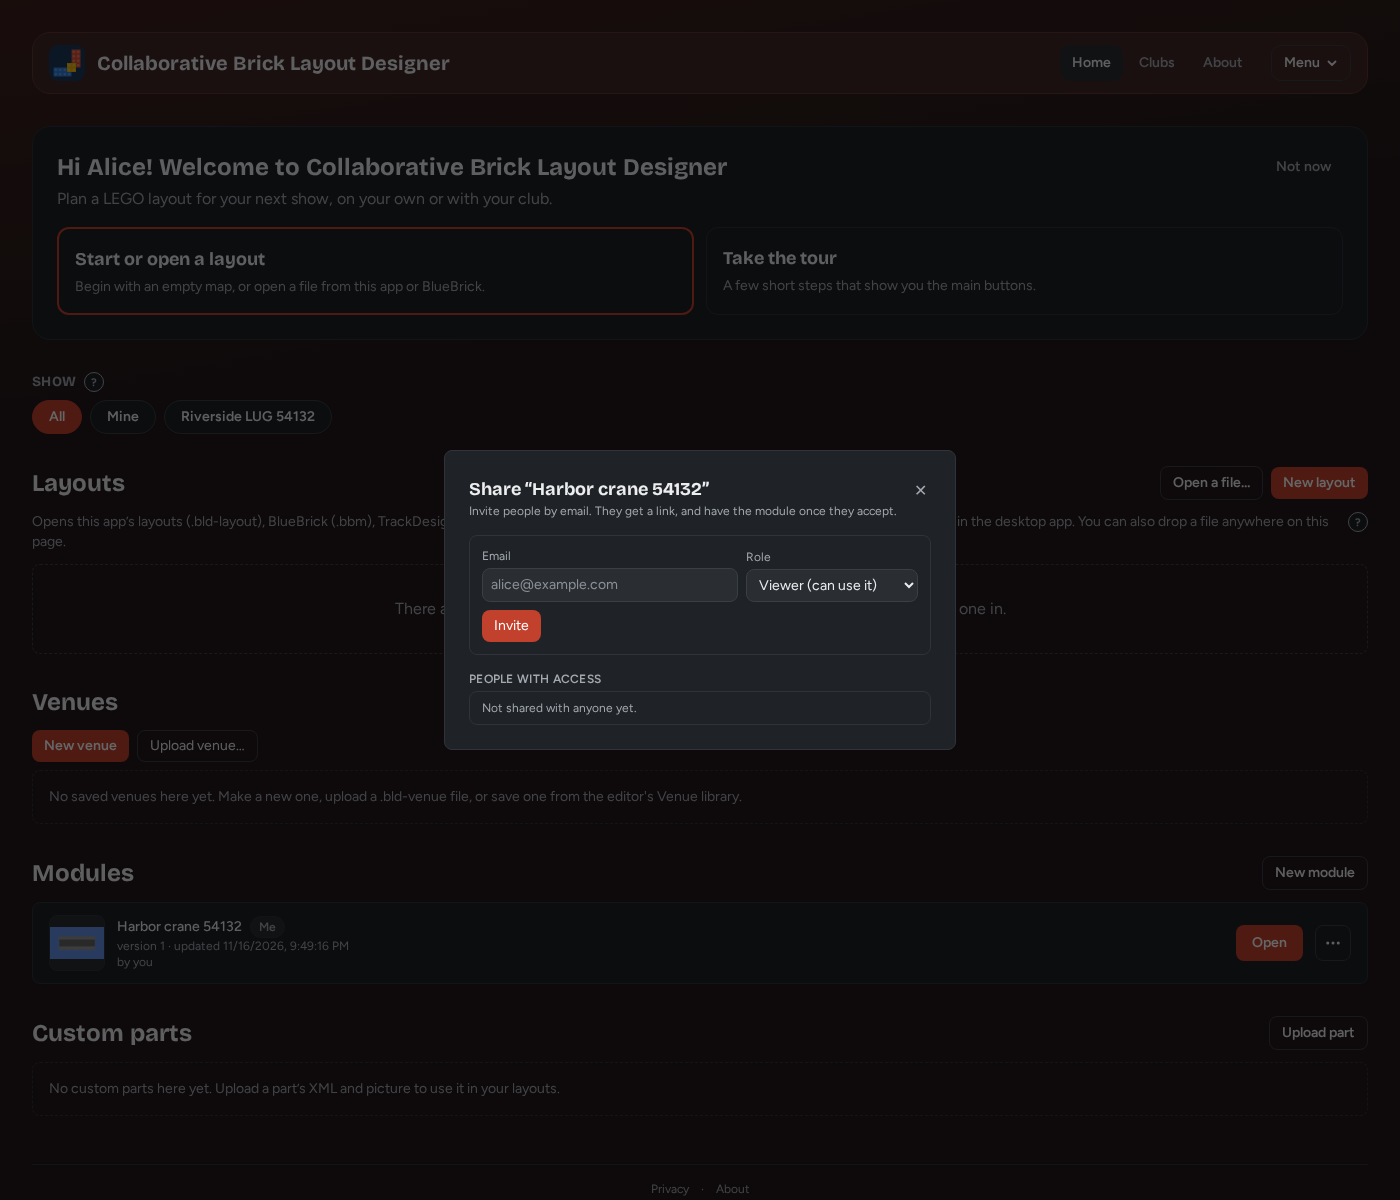 Collaborative Brick Layout Designer
Home
Clubs
About
Menu
Hi Alice! Welcome to Collaborative Brick Layout Designer
Not now
Plan a LEGO layout for your next show, on your own or with your club.
Start or open a layout
Begin with an empty map, or open a file from this app or BlueBrick.
Take the tour
A few short steps that show you the main buttons.
SHOW ?
All
Mine
Riverside LUG 54132
Layouts
Open a file...
New layout
Opens this app's layouts (.bld-layout), BlueBrick (.bbm), TrackDesig
in the desktop app. You can also drop a file anywhere on this
?
page.
There a
one in.
Share “Harbor crane 54132”
×
Invite people by email. They get a link, and have the module once they accept.
Email
Role
alice@example.com
Viewer (can use it)
Invite
PEOPLE WITH ACCESS
Not shared with anyone yet.
Venues
New venue
Upload venue...
No saved venues here yet. Make a new one, upload a .bld-venue file, or save one from the editor's Venue library.
Modules
New module
Harbor crane 54132 Me
version 1 · updated 11/16/2026, 9:49:16 PM
by you
Open
...
Custom parts
Upload part
No custom parts here yet. Upload a part's XML and picture to use it in your layouts.
Privacy · About